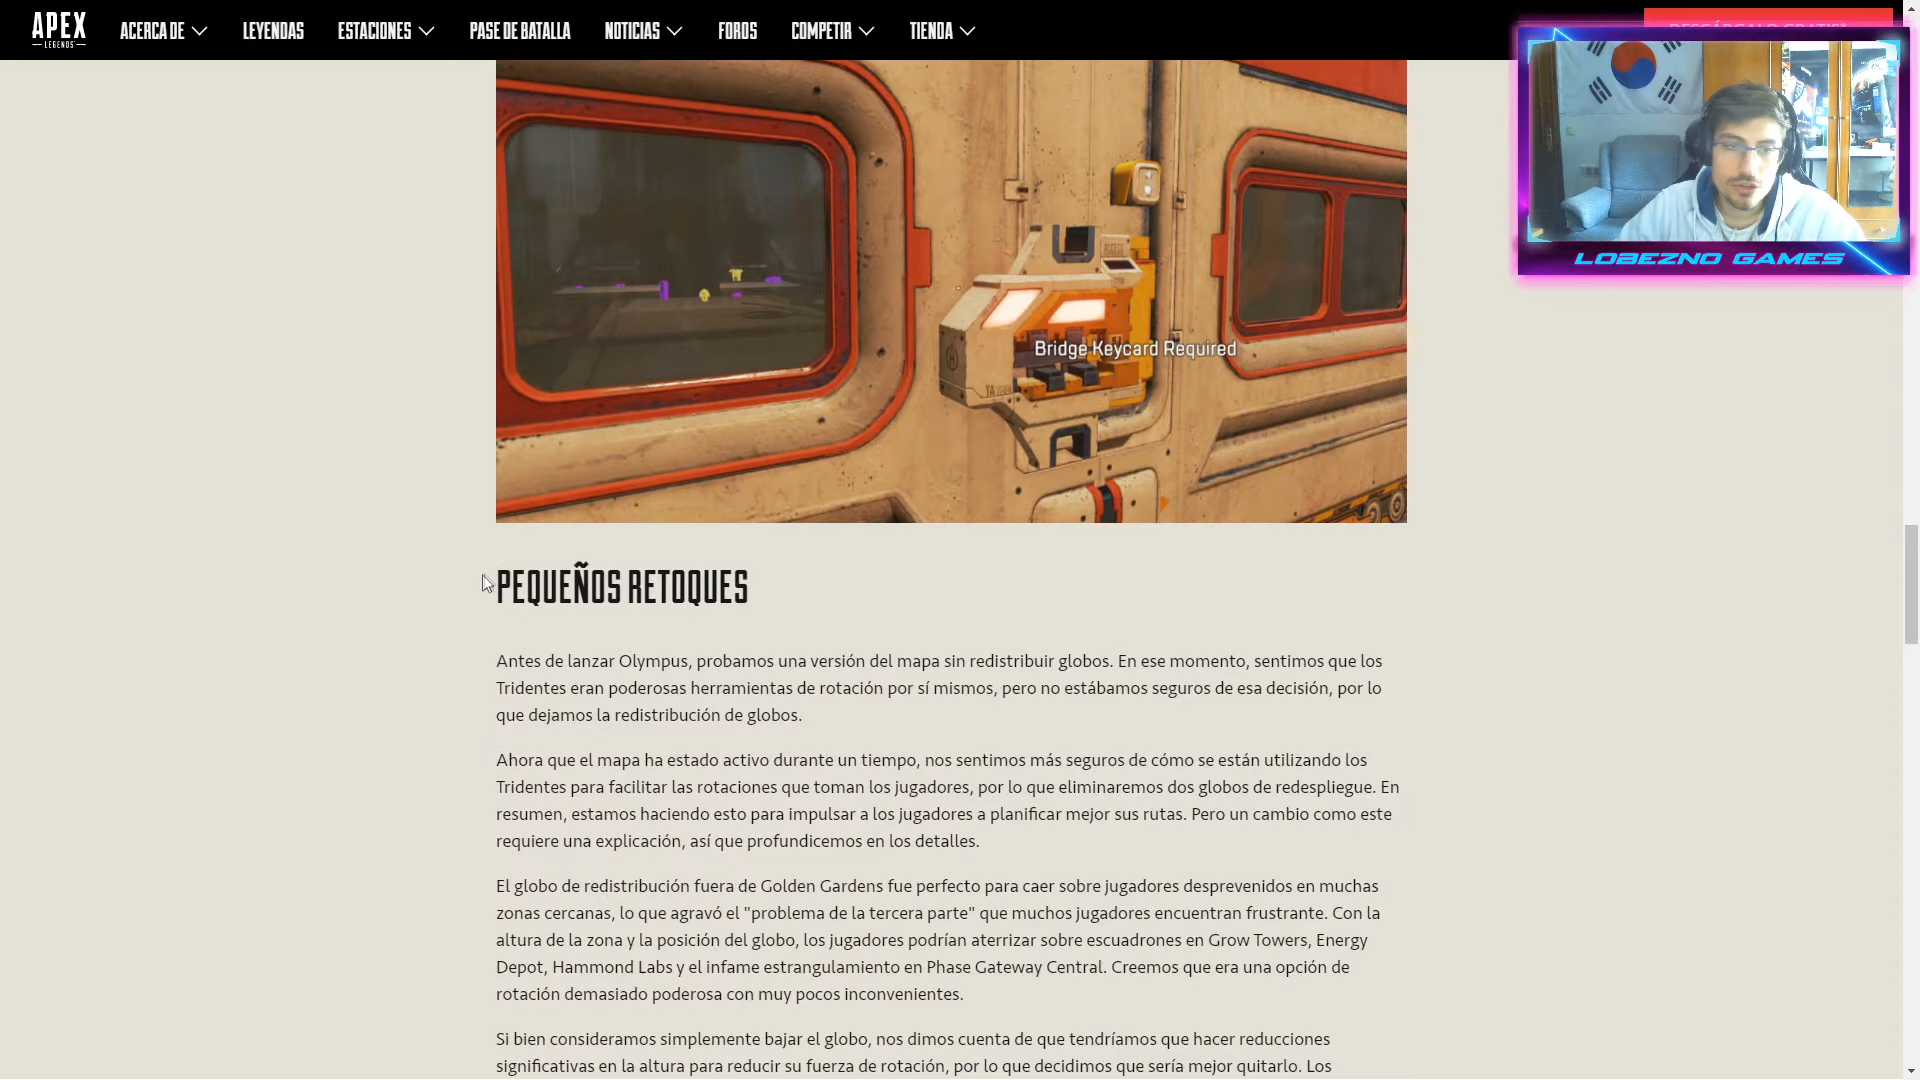 APEX
LEGENDS
ACERCA DE
LEYENDAS
ESTACIONES
PASE DE BATALLA
NOTICIAS
FOROS
COMPETIR
TIENDA
DESCÁRGALO GRATIS*
LOBEZNO GAMES
Bridge Keycard Required
PEQUEÑOS RETOQUES
Antes de lanzar Olympus, probamos una versión del mapa sin redistribuir globos. En ese momento, sentimos que los
Tridentes eran poderosas herramientas de rotación por sí mismos, pero no estábamos seguros de esa decisión, por lo
que dejamos la redistribución de globos.
Ahora que el mapa ha estado activo durante un tiempo, nos sentimos más seguros de cómo se están utilizando los
Tridentes para facilitar las rotaciones que toman los jugadores, por lo que eliminaremos dos globos de redespliegue. En
resumen, estamos haciendo esto para impulsar a los jugadores a planificar mejor sus rutas. Pero un cambio como este
requiere una explicación, así que profundicemos en los detalles.
El globo de redistribución fuera de Golden Gardens fue perfecto para caer sobre jugadores desprevenidos en muchas
zonas cercanas, lo que agravó el "problema de la tercera parte" que muchos jugadores encuentran frustrante. Con la
altura de la zona y la posición del globo, los jugadores podrían aterrizar sobre escuadrones en Grow Towers, Energy
Depot, Hammond Labs y el infame estrangulamiento en Phase Gateway Central. Creemos que era una opción de
rotación demasiado poderosa con muy pocos inconvenientes.
Si bien consideramos simplemente bajar el globo, nos dimos cuenta de que tendríamos que hacer reducciones
significativas en la altura para reducir su fuerza de rotación, por lo que decidimos que sería mejor quitarlo. Los